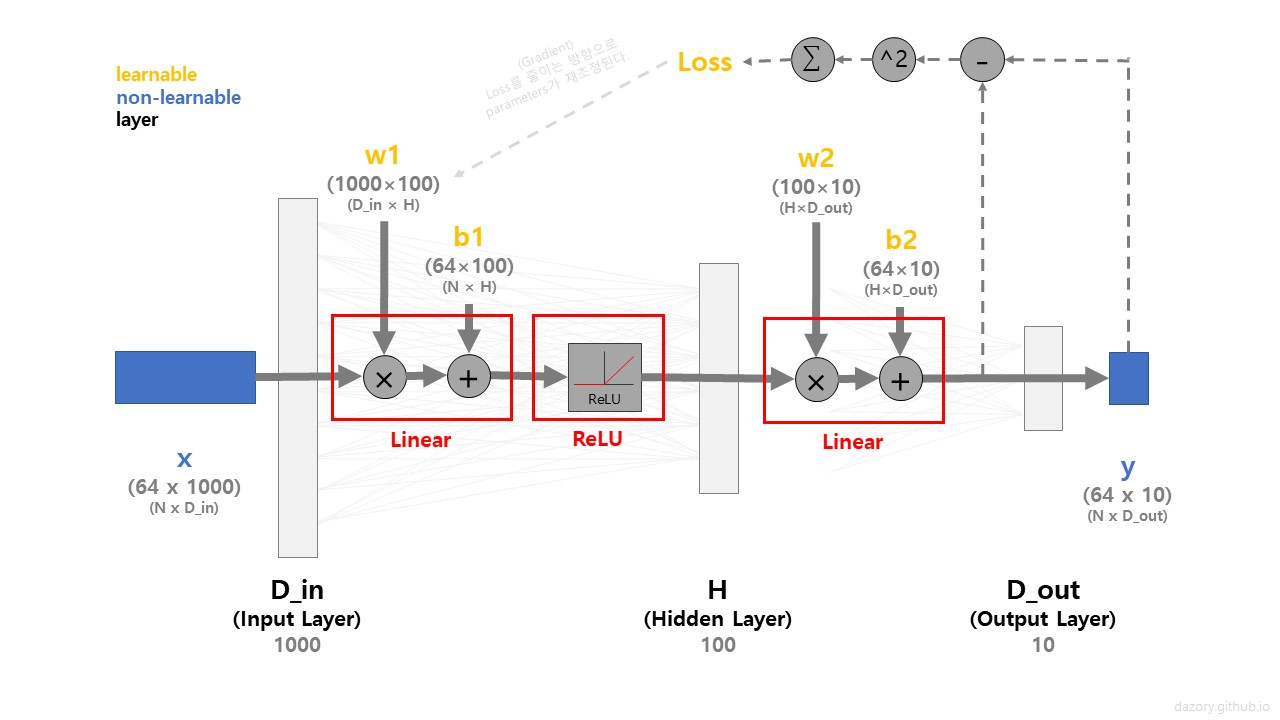 learnable
non-learnable
layer
(Gradient)
Loss를 줄이는 방향으로
parameters가 재조정된다.
Loss
∑
^2
-
w1
(1000×100)
(D_in × H)
b1
(64×100)
(N × H)
w2
(100×10)
(H×D_out)
b2
(64×10)
(H×D_out)
×
+
ReLU
×
+
Linear
ReLU
Linear
x
(64 x 1000)
(N x D_in)
y
(64 x 10)
(N x D_out)
D_in
(Input Layer)
1000
H
(Hidden Layer)
100
D_out
(Output Layer)
10
dazory.github.io